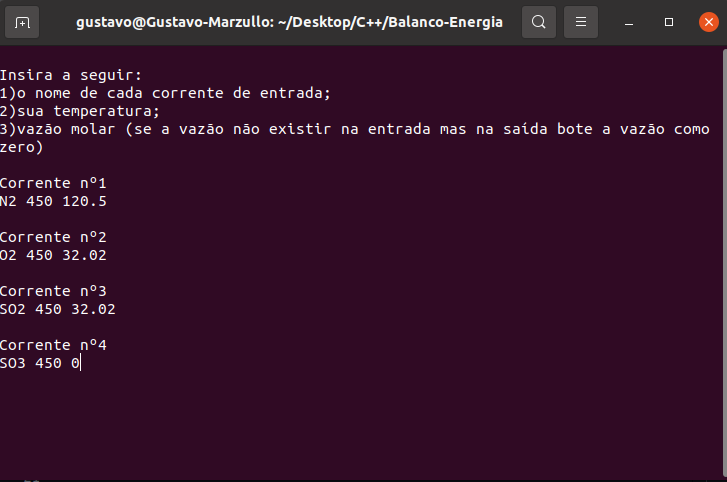 gustavo@Gustavo-Marzullo: ~/Desktop/C++/Balanco-Energia
Insira a seguir:
1)o nome de cada corrente de entrada;
2)sua temperatura;
3)vazão molar (se a vazão não existir na entrada mas na saída bote a vazão como
zero)
Corrente nº1
N2 450 120.5
Corrente nº2
O2 450 32.02
Corrente nº3
SO2 450 32.02
Corrente nº4
SO3 450 0